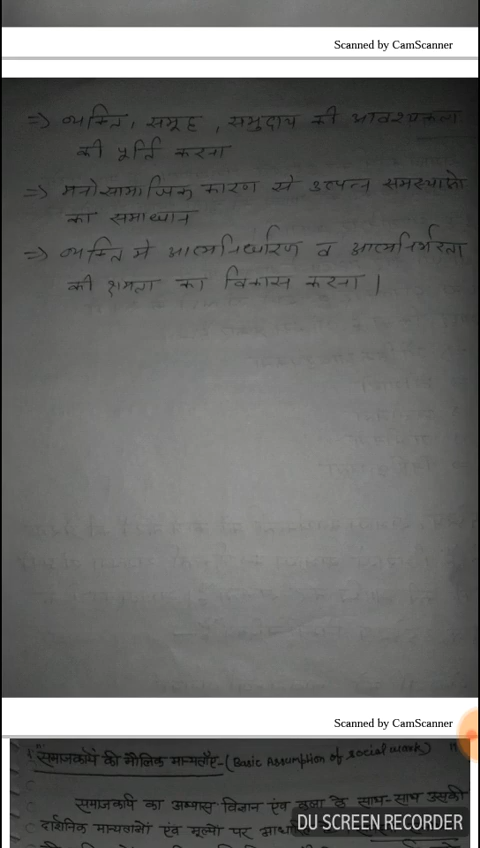 Scanned by CamScanner
⇒ व्यक्ति, समूह, समुदाय की आवश्यकता
की पूर्ति करना
⇒ मनोसामाजिक कारण से उत्पन्न समस्याओ
का समाधान
⇒ व्यक्ति मे आत्मनिर्धारण व आत्मनिर्भरता
की क्षमता का विकास करना।
Scanned by CamScanner
समाजकार्य की मौलिक मान्यताएँ-(Basic Assumption of social work)
समाजकार्य का अभ्यास विज्ञान एंव कला के साथ-साथ उसकी
दार्शनिक मान्यताओं एंव मूल्यो पर
DU SCREEN RECORDER